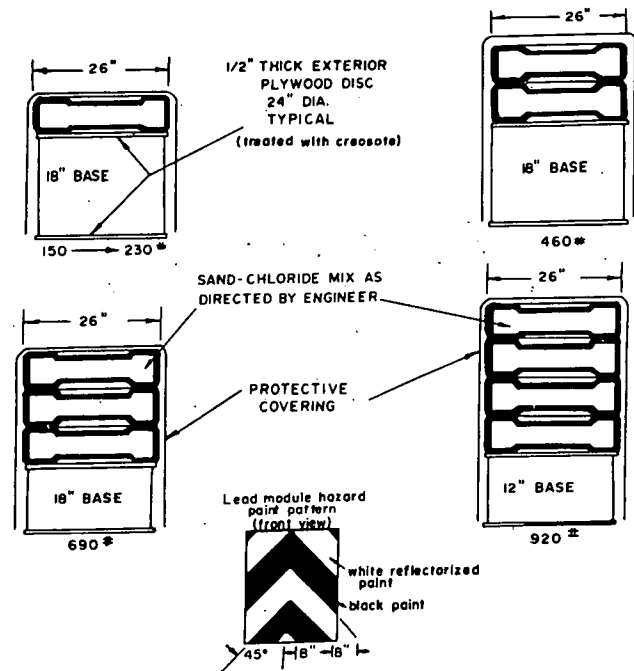 26"
1/2" THICK EXTERIOR
PLYWOOD DISC
24" DIA.
TYPICAL
(treated with creosote)
18" BASE
150 → 230#
26"
18" BASE
460#
SAND-CHLORIDE MIX AS
DIRECTED BY ENGINEER
26"
18" BASE
690#
PROTECTIVE
COVERING
26"
12" BASE
920#
Lead module hazard
paint pattern
(front view)
white reflectorized
paint
black paint
45° 8" 8"